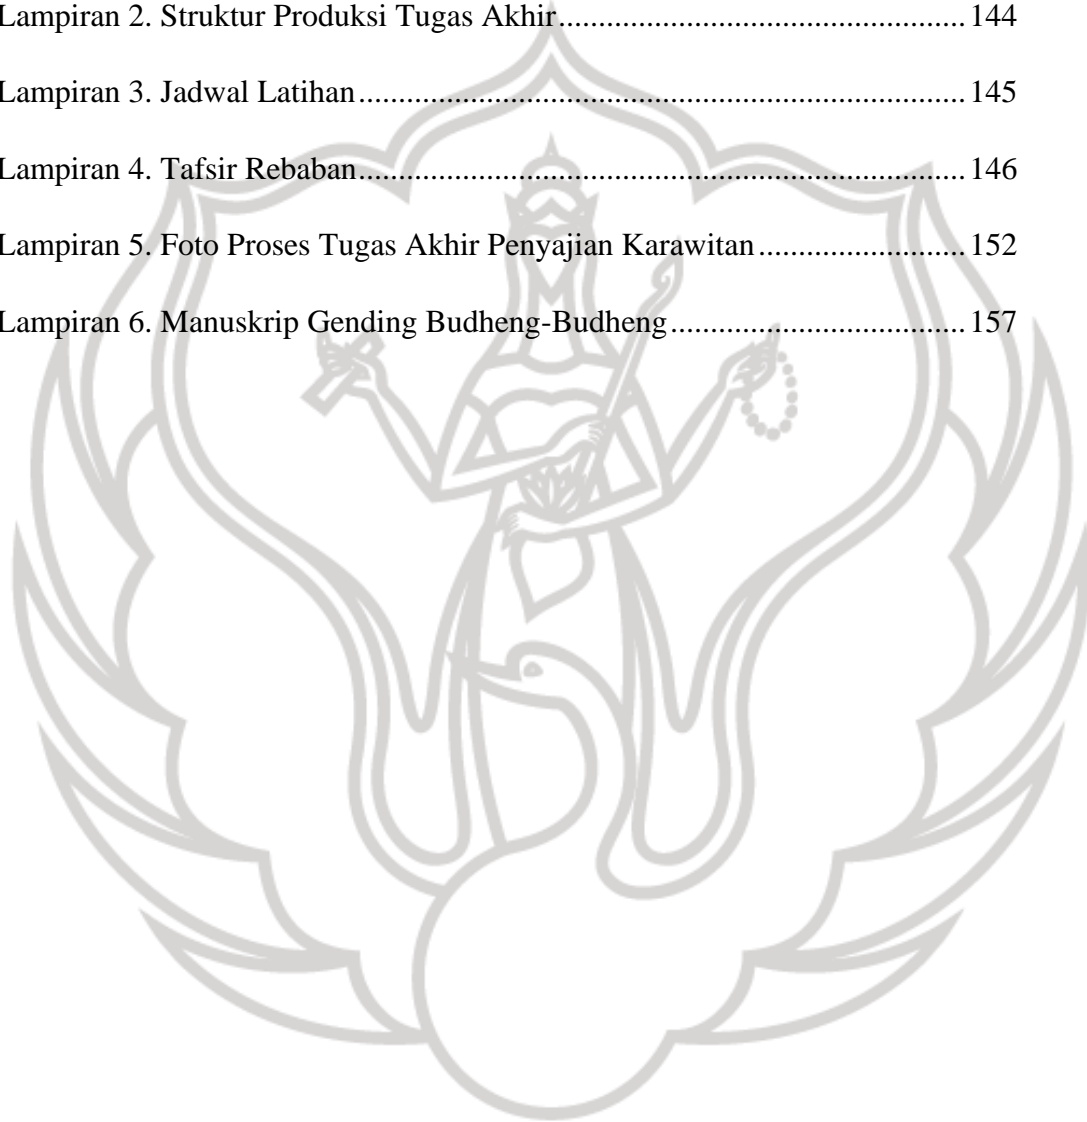 Lampiran 2. Struktur Produksi Tugas Akhir................................................... 144
Lampiran 3. Jadwal Latihan............................................................................ 145
Lampiran 4. Tafsir Rebaban............................................................................ 146
Lampiran 5. Foto Proses Tugas Akhir Penyajian Karawitan.......................... 152
Lampiran 6. Manuskrip Gending Budheng-Budheng..................................... 157